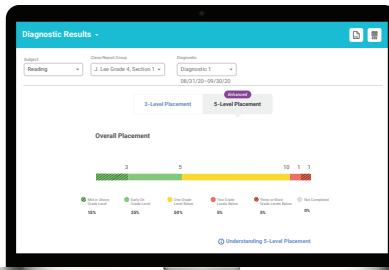 Diagnostic Results
Subject
Class/Report Group
Diagnostic
Reading
J. Lee Grade 4, Section 1
Diagnostic 1
08/31/20–09/30/20
Enhanced
3-Level Placement
5-Level Placement
Overall Placement
3 5 10 1 1
Mid or Above Grade Level
Early On Grade Level
One Grade Level Below
Two Grade Levels Below
Three or More Grade Levels Below
Not Completed
15% 25% 50% 5% 5% 0%
Understanding 5-Level Placement